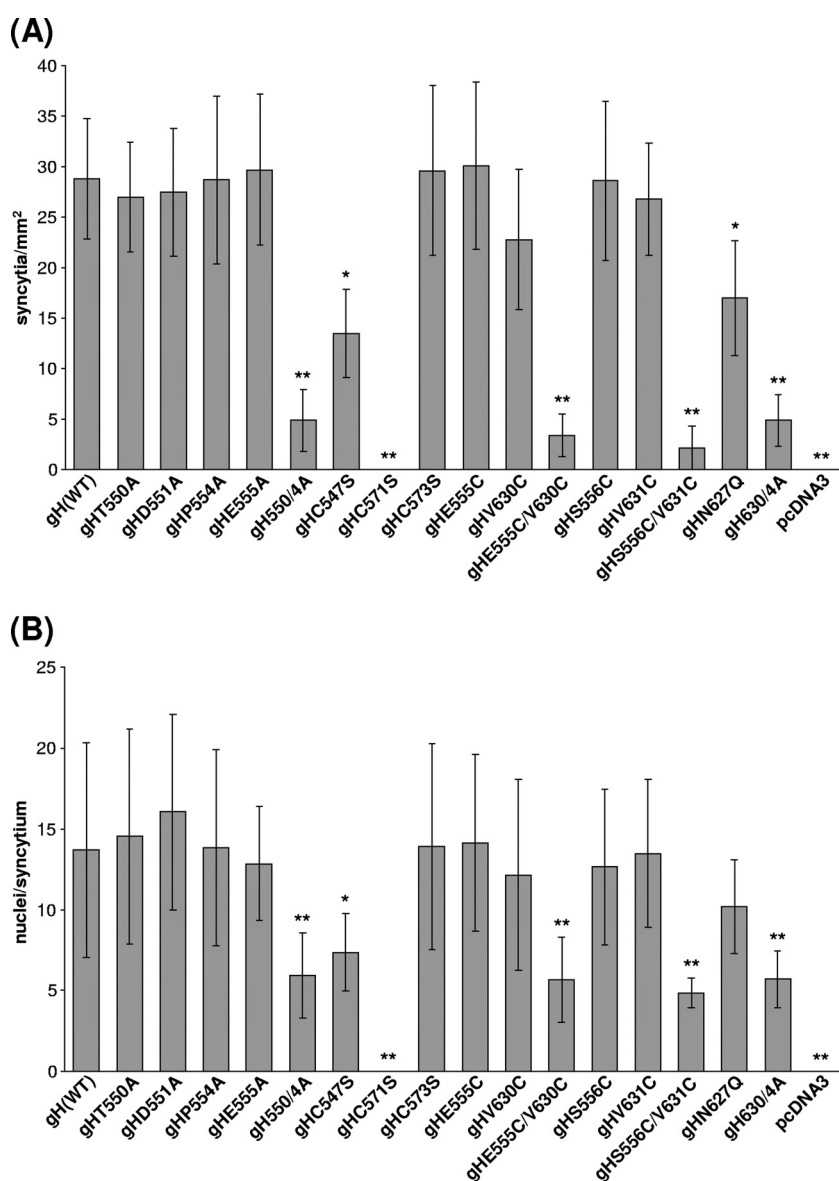 (A)
syncytia/mm²
40
35
30
25
20
15
10
5
0
**
*
**
**
**
*
**
**
gH(WT)
gHT550A
gHD551A
gHP554A
gHE555A
gH550/4A
gHC547S
gHC571S
gHC573S
gHE555C
gHV630C
gHE555C/V630C
gHS556C
gHV631C
gHS556C/V631C
gHN627Q
gH630/4A
pcDNA3
(B)
nuclei/syncytium
25
20
15
10
5
0
**
*
**
**
**
**
**
gH(WT)
gHT550A
gHD551A
gHP554A
gHE555A
gH550/4A
gHC547S
gHC571S
gHC573S
gHE555C
gHV630C
gHE555C/V630C
gHS556C
gHV631C
gHS556C/V631C
gHN627Q
gH630/4A
pcDNA3